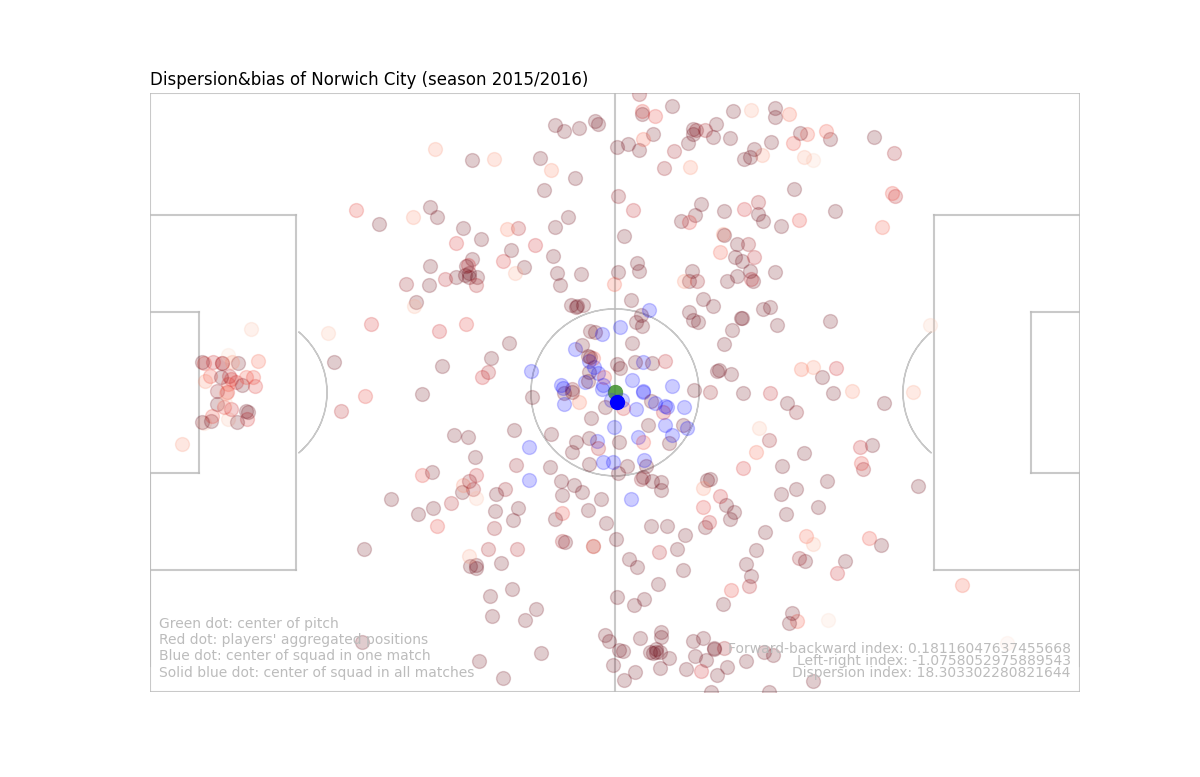 Dispersion&bias of Norwich City (season 2015/2016)
Green dot: center of pitch
Red dot: players' aggregated positions
Blue dot: center of squad in one match
Solid blue dot: center of squad in all matches
Forward-backward index: 0.18116047637455668
Left-right index: -1.0758052975889543
Dispersion index: 18.303302280821644